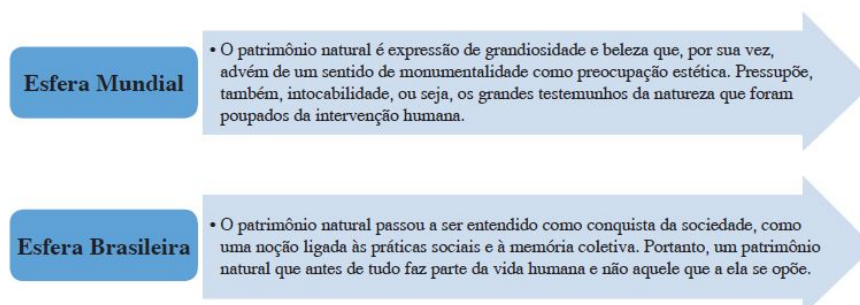 Esfera Mundial
• O patrimônio natural é expressão de grandiosidade e beleza que, por sua vez,
advém de um sentido de monumentalidade como preocupação estética. Pressupõe,
também, intocabilidade, ou seja, os grandes testemunhos da natureza que foram
poupados da intervenção humana.
Esfera Brasileira
• O patrimônio natural passou a ser entendido como conquista da sociedade, como
uma noção ligada às práticas sociais e à memória coletiva. Portanto, um patrimônio
natural que antes de tudo faz parte da vida humana e não aquele que a ela se opõe.